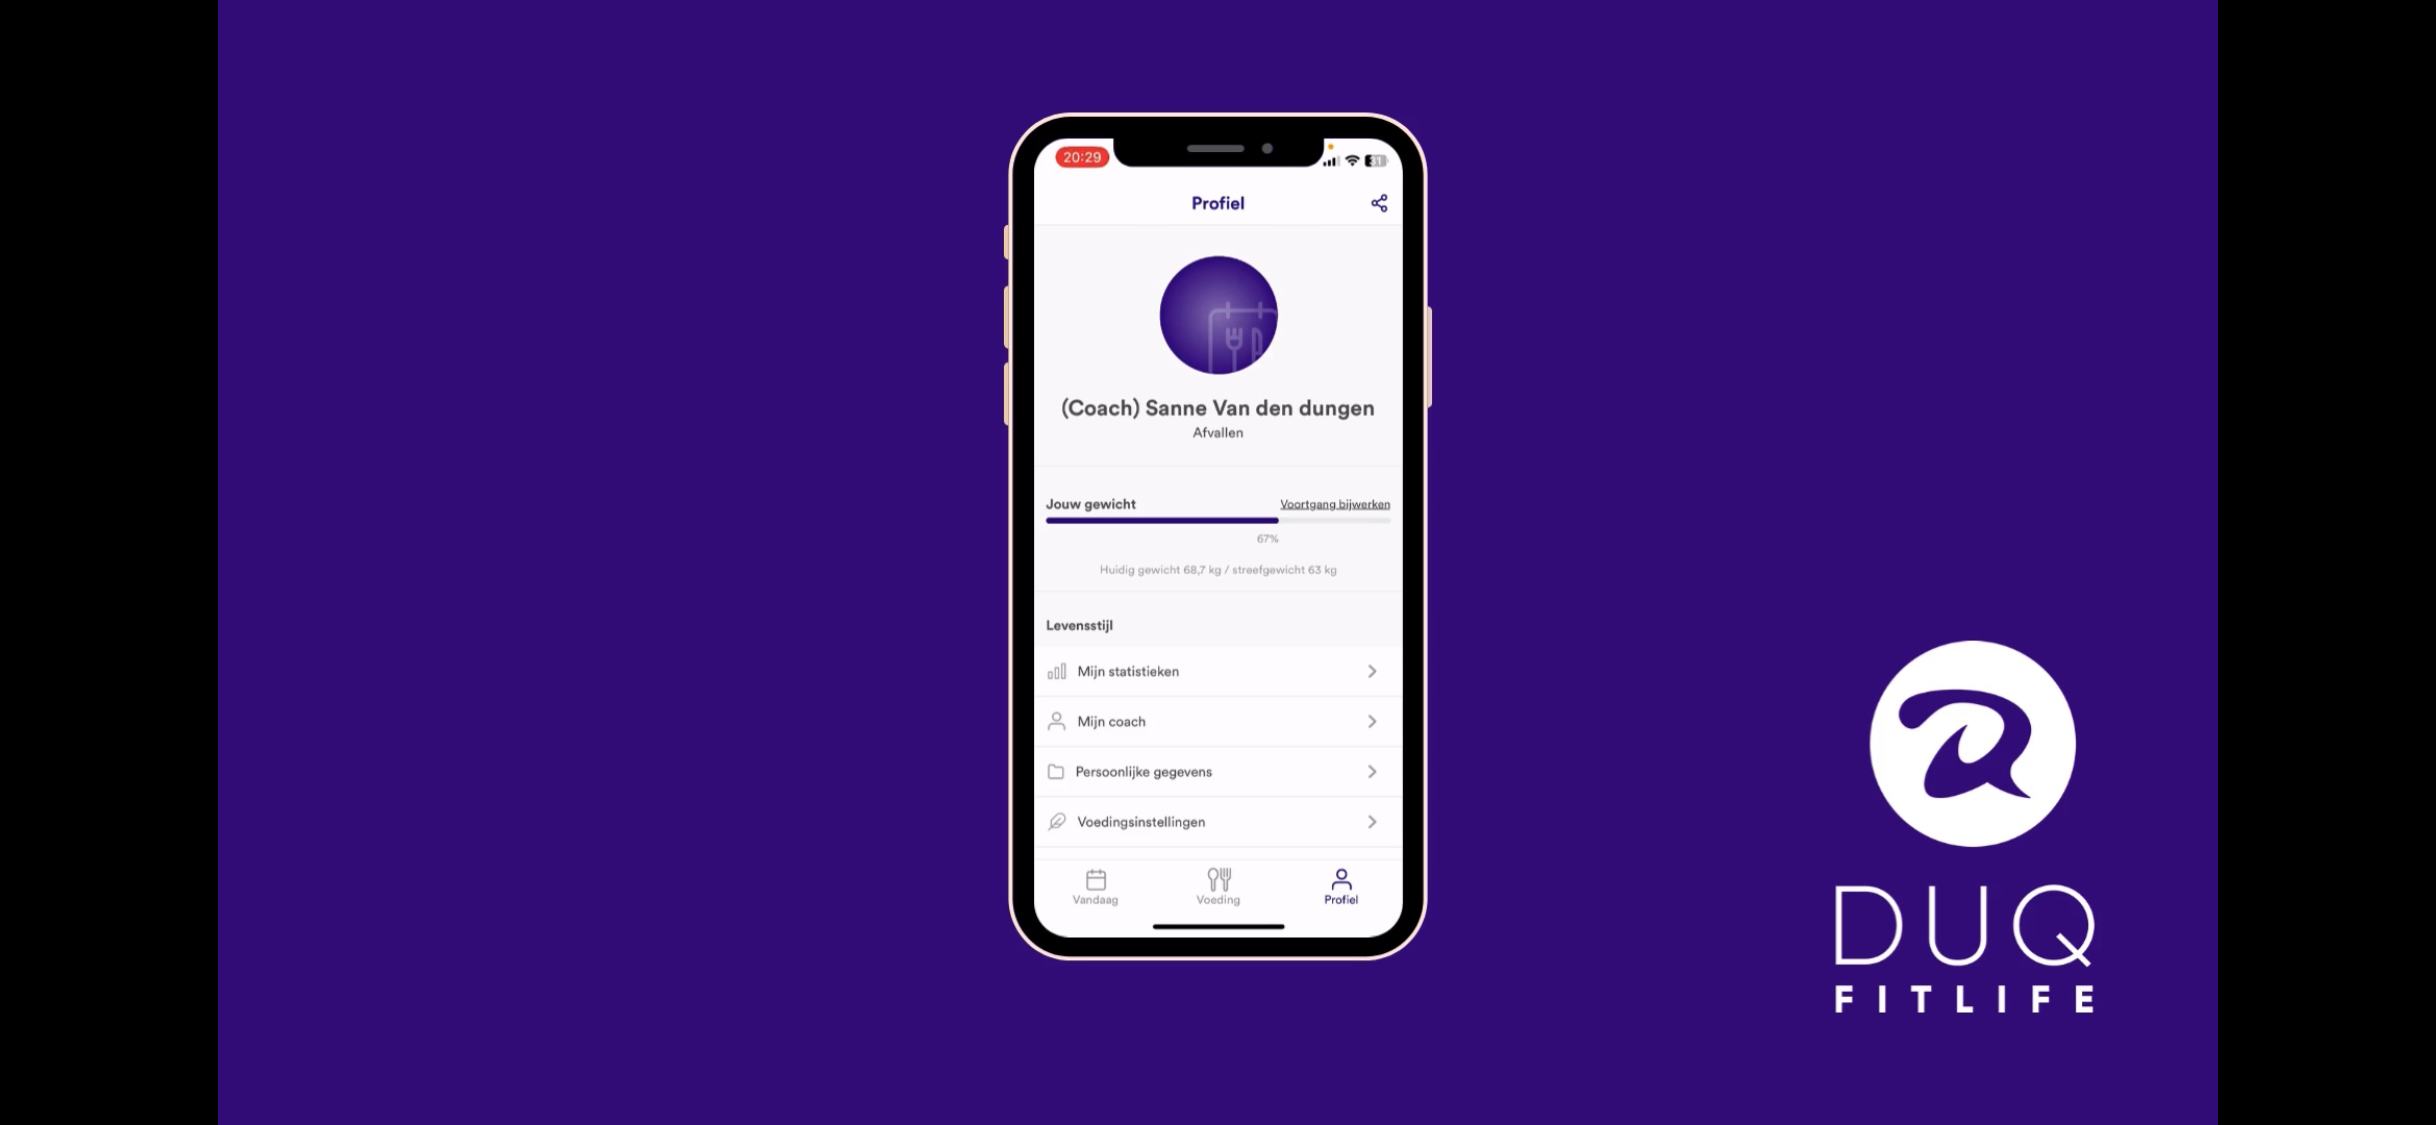 20:29
31
Profiel
(Coach) Sanne Van den dungen
Afvallen
Jouw gewicht
Voortgang bijwerken
67%
Huidig gewicht 68,7 kg / streefgewicht 63 kg
Levensstijl
Mijn statistieken
Mijn coach
Persoonlijke gegevens
Voedingsinstellingen
Vandaag
Voeding
Profiel
DUQ
FITLIFE